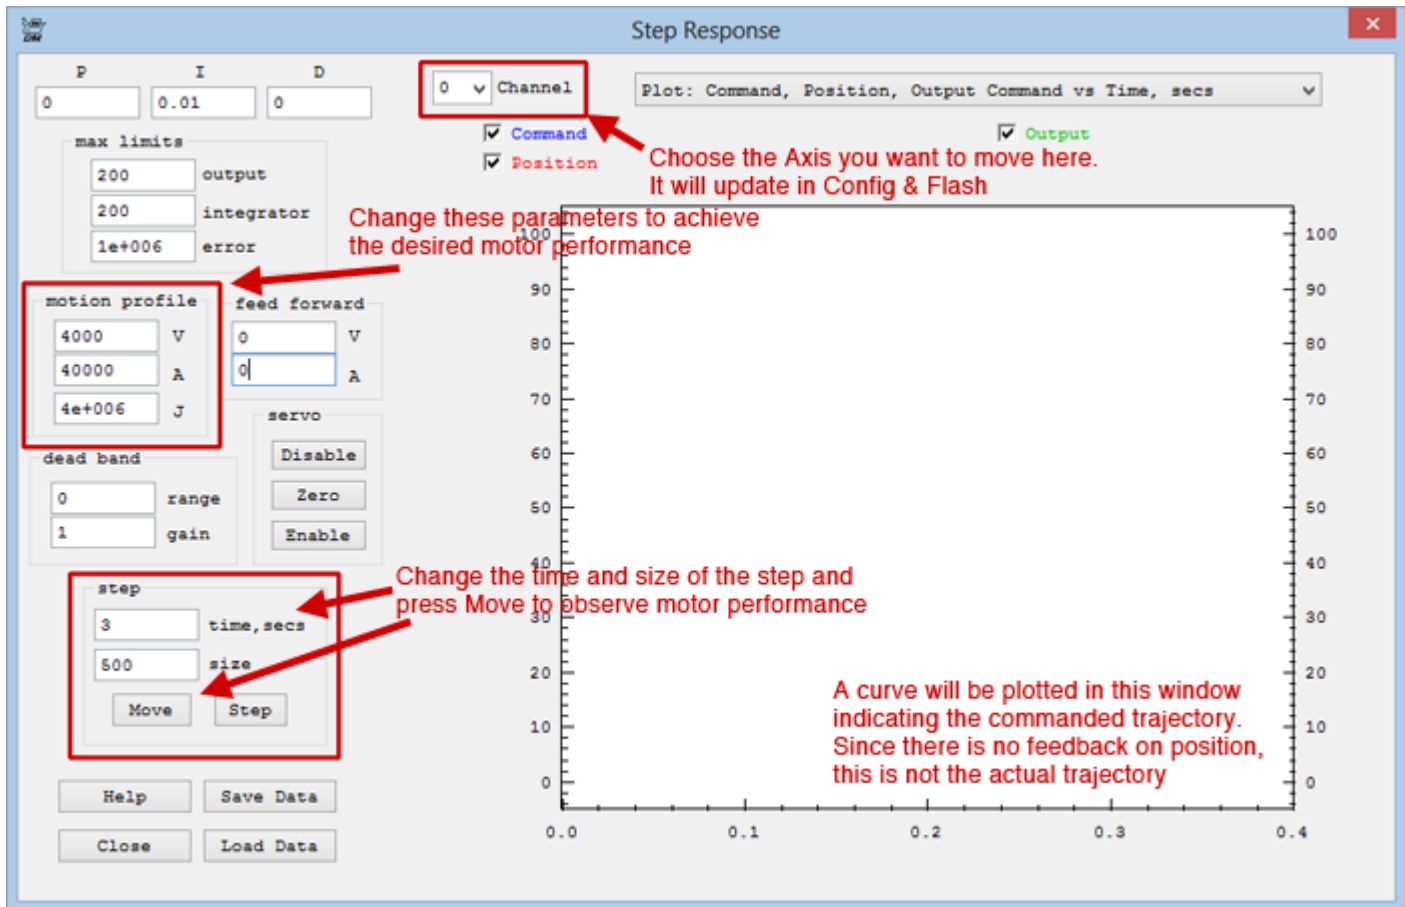 Step Response
P I D
0 0.01 0
0 Channel
Plot: Command, Position, Output Command vs Time, secs
Command
Output
Position
Choose the Axis you want to move here.
It will update in Config & Flash
max limits
200 output
200 integrator
1e+006 error
Change these parameters to achieve
the desired motor performance
motion profile
4000 V
40000 A
4e+006 J
feed forward
0 V
0 A
servo
Disable
Zero
Enable
dead band
0 range
1 gain
Change the time and size of the step and
press Move to observe motor performance
step
3 time,secs
500 size
Move Step
Help Save Data
Close Load Data
100 100
90 90
80 80
70 70
60 60
50 50
40 40
30 30
20 20
10 10
0 0
0.0 0.1 0.2 0.3 0.4
A curve will be plotted in this window
indicating the commanded trajectory.
Since there is no feedback on position,
this is not the actual trajectory